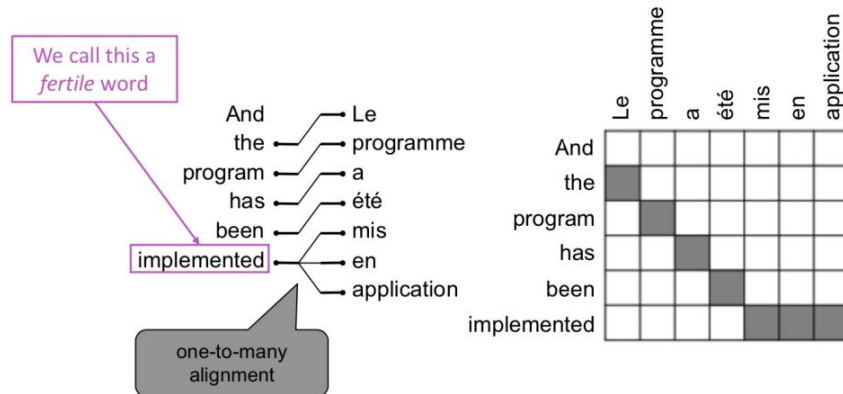 We call this a
fertile word
And
the
program
has
been
implemented
Le
programme
a
été
mis
en
application
one-to-many
alignment
Le
programme
a
été
mis
en
application
And
the
program
has
been
implemented